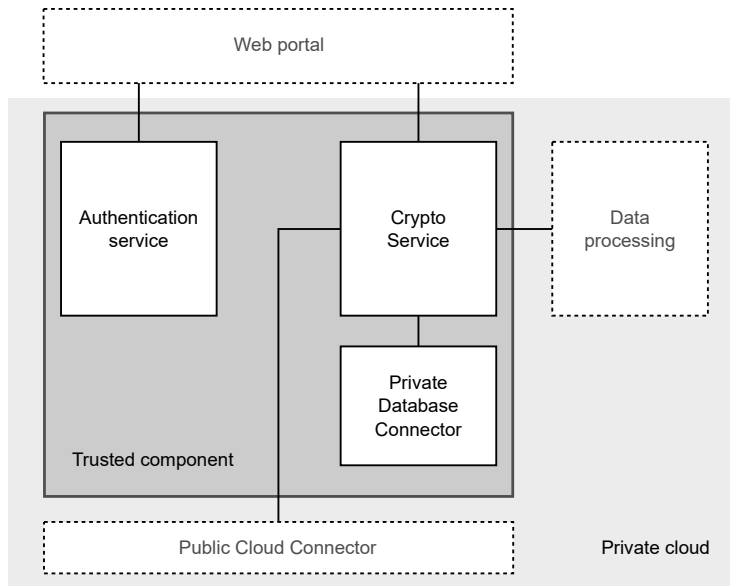 Web portal
Authentication
service
Crypto
Service
Data
processing
Private
Database
Connector
Trusted component
Public Cloud Connector
Private cloud